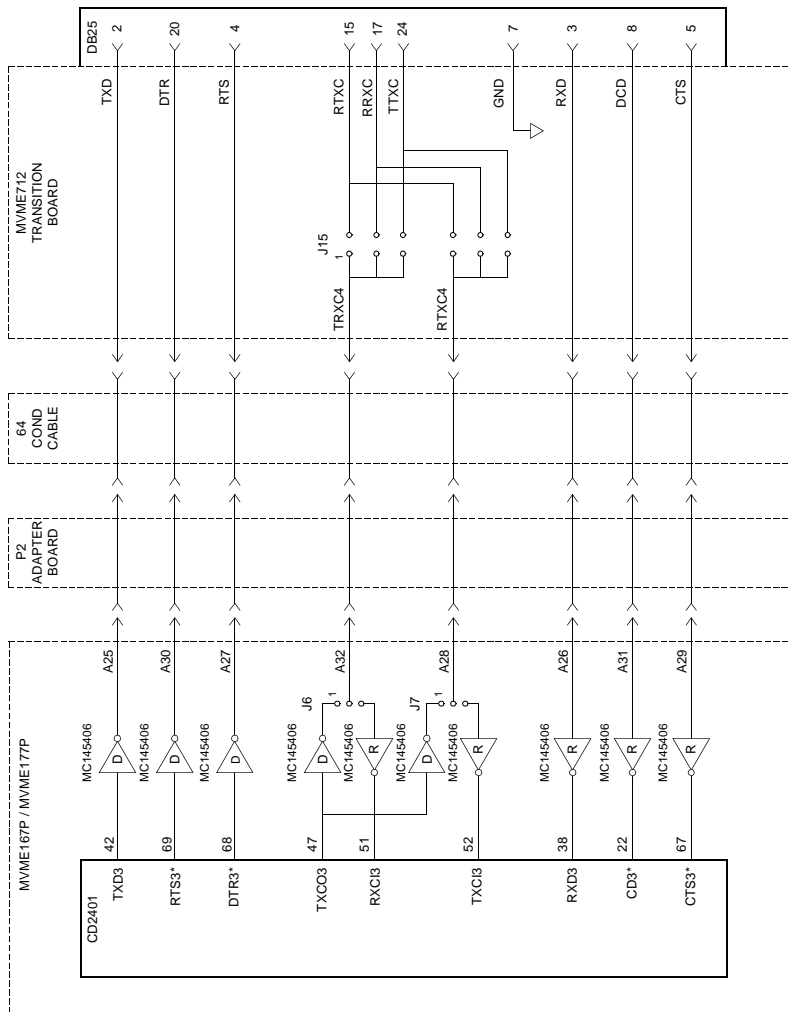 DB25
2
20
4
15
17
24
7
3
8
5
TXD
DTR
RTS
RTXC
RRXC
TTXC
GND
RXD
DCD
CTS
MVME712
TRANSITION
BOARD
J15
1
TRXC4
RTXC4
64
COND
CABLE
P2
ADAPTER
BOARD
MVME167P / MVME177P
A25
A30
A27
A32
A28
A26
A31
A29
J6
1
J7
1
MC145406
D
MC145406
D
MC145406
D
MC145406
D
MC145406
R
MC145406
D
MC145406
R
MC145406
R
MC145406
R
MC145406
R
42
69
68
47
51
52
38
22
67
CD2401
TXD3
RTS3*
DTR3*
TXCO3
RXCI3
TXCI3
RXD3
CD3*
CTS3*